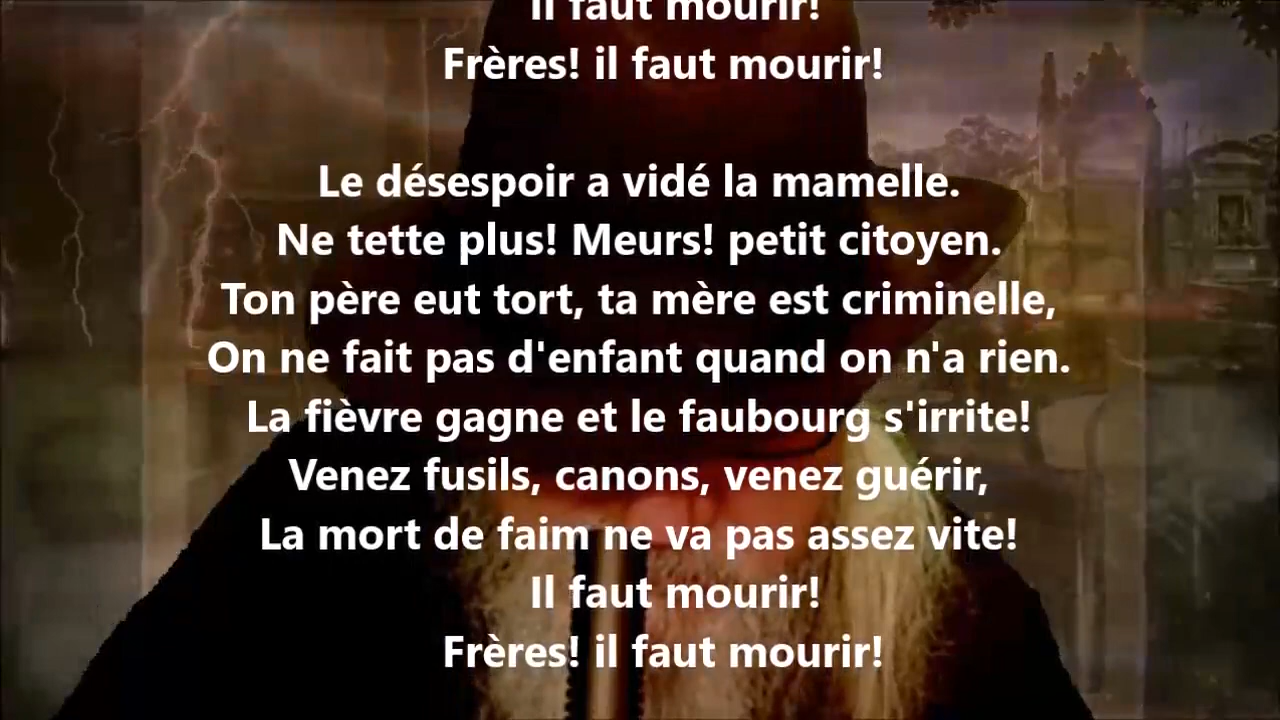 Il faut mourir!
Frères! il faut mourir!
Le désespoir a vidé la mamelle.
Ne tette plus! Meurs! petit citoyen.
Ton père eut tort, ta mère est criminelle,
On ne fait pas d'enfant quand on n'a rien.
La fièvre gagne et le faubourg s'irrite!
Venez fusils, canons, venez guérir,
La mort de faim ne va pas assez vite!
Il faut mourir!
Frères! il faut mourir!